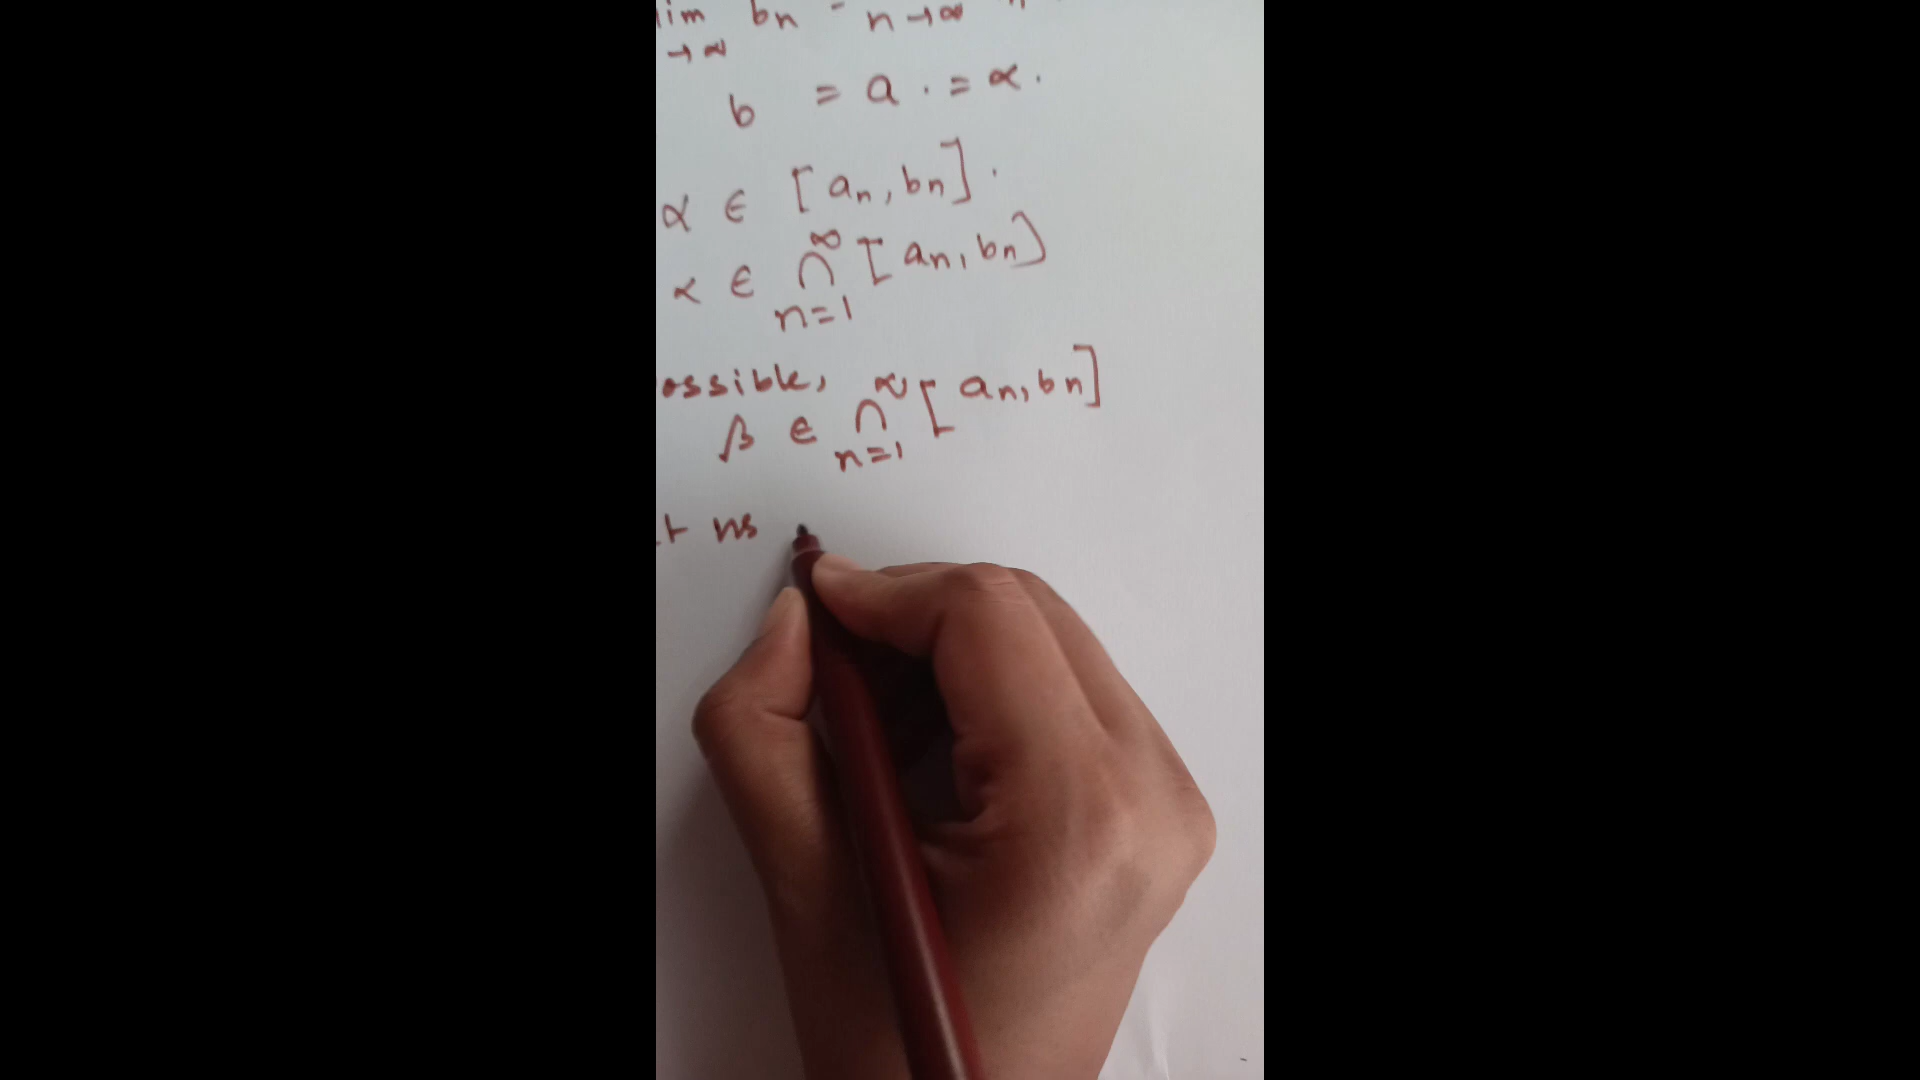 lim bn = n→∞
→∞
b = a . = α .
α ∈ [an, bn] .
α ∈ ∞∩n=1 [an, bn]
ossible,
β ∈ ∞∩n=1 [an, bn]
t us